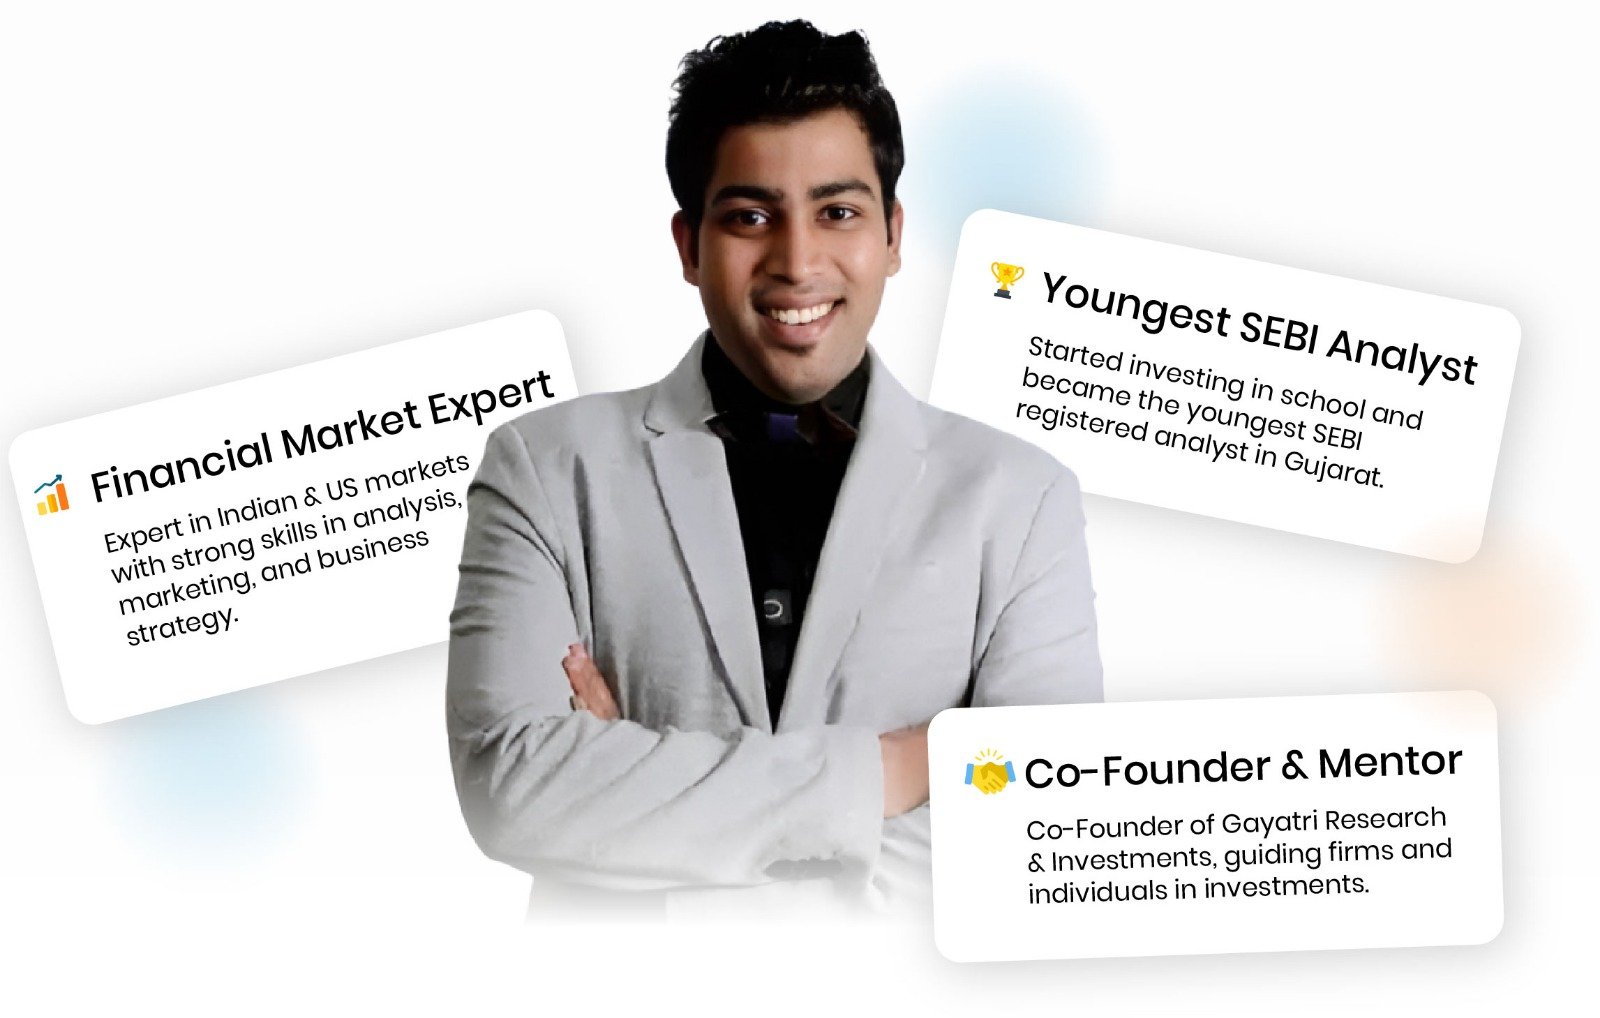 Financial Market Expert
Expert in Indian & US markets
with strong skills in analysis,
marketing, and business
strategy.
Youngest SEBI Analyst
Started investing in school and
became the youngest SEBI
registered analyst in Gujarat.
Co-Founder & Mentor
Co-Founder of Gayatri Research
& Investments, guiding firms and
individuals in investments.